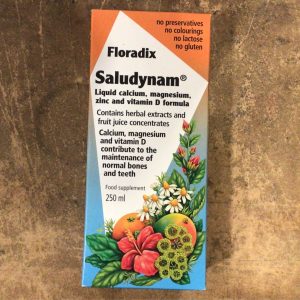 no preservatives
no colourings
no lactose
no gluten
Floradix
Saludynam®
Liquid calcium, magnesium,
zinc and vitamin D formula
Contains herbal extracts and
fruit juice concentrates
Calcium, magnesium
and vitamin D
contribute to the
maintenance of
normal bones
and teeth
Food supplement
250 ml